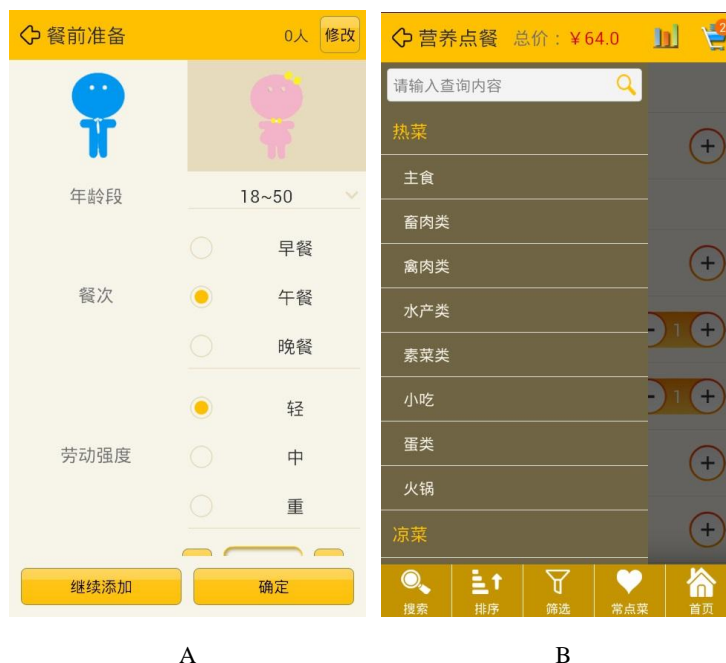 餐前准备 0人 修改
年龄段 18~50
早餐
餐次 午餐
晚餐
轻
劳动强度 中
重
继续添加 确定
A
营养点餐 总价：￥64.0 2
请输入查询内容
热菜
主食
畜肉类
禽肉类
水产类
- 1 +
素菜类
小吃
- 1 +
蛋类
火锅
凉菜
搜索 排序 筛选 常点菜 首页
B